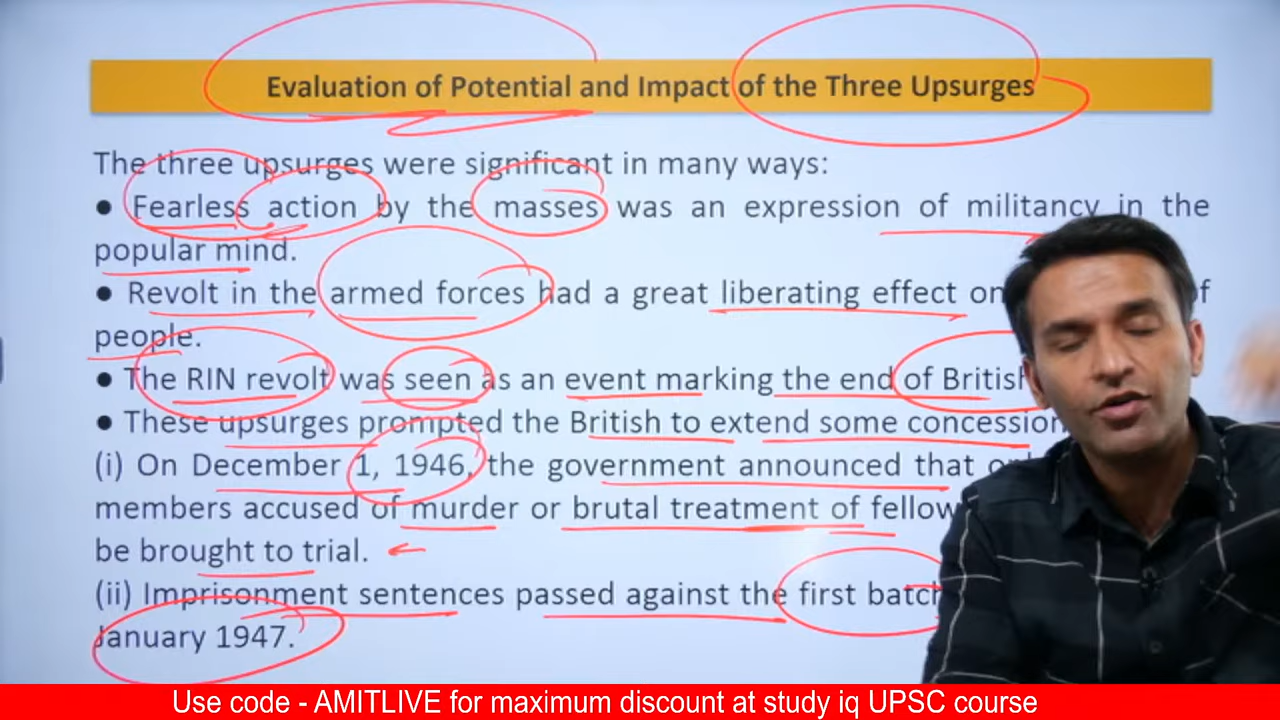 Evaluation of Potential and Impact of the Three Upsurges
The three upsurges were significant in many ways:
● Fearless action by the masses was an expression of militancy in the
popular mind.
● Revolt in the armed forces had a great liberating effect on
people.
● The RIN revolt was seen as an event marking the end of British
● These upsurges prompted the British to extend some concession
(i) On December 1, 1946, the government announced that
members accused of murder or brutal treatment of fellow
be brought to trial.
(ii) Imprisonment sentences passed against the first batch
January 1947.
Use code - AMITLIVE for maximum discount at study iq UPSC course